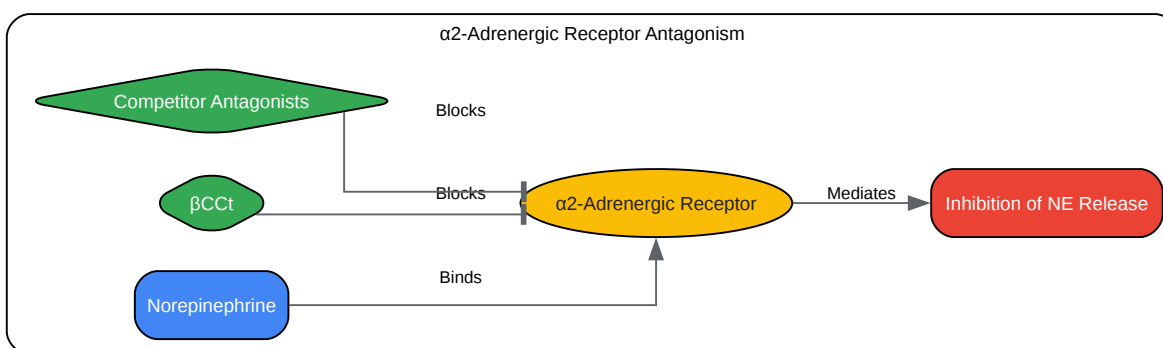 α2-Adrenergic Receptor Antagonism
Competitor Antagonists
Blocks
βCCt
Blocks
α2-Adrenergic Receptor
Mediates
Inhibition of NE Release
Norepinephrine
Binds